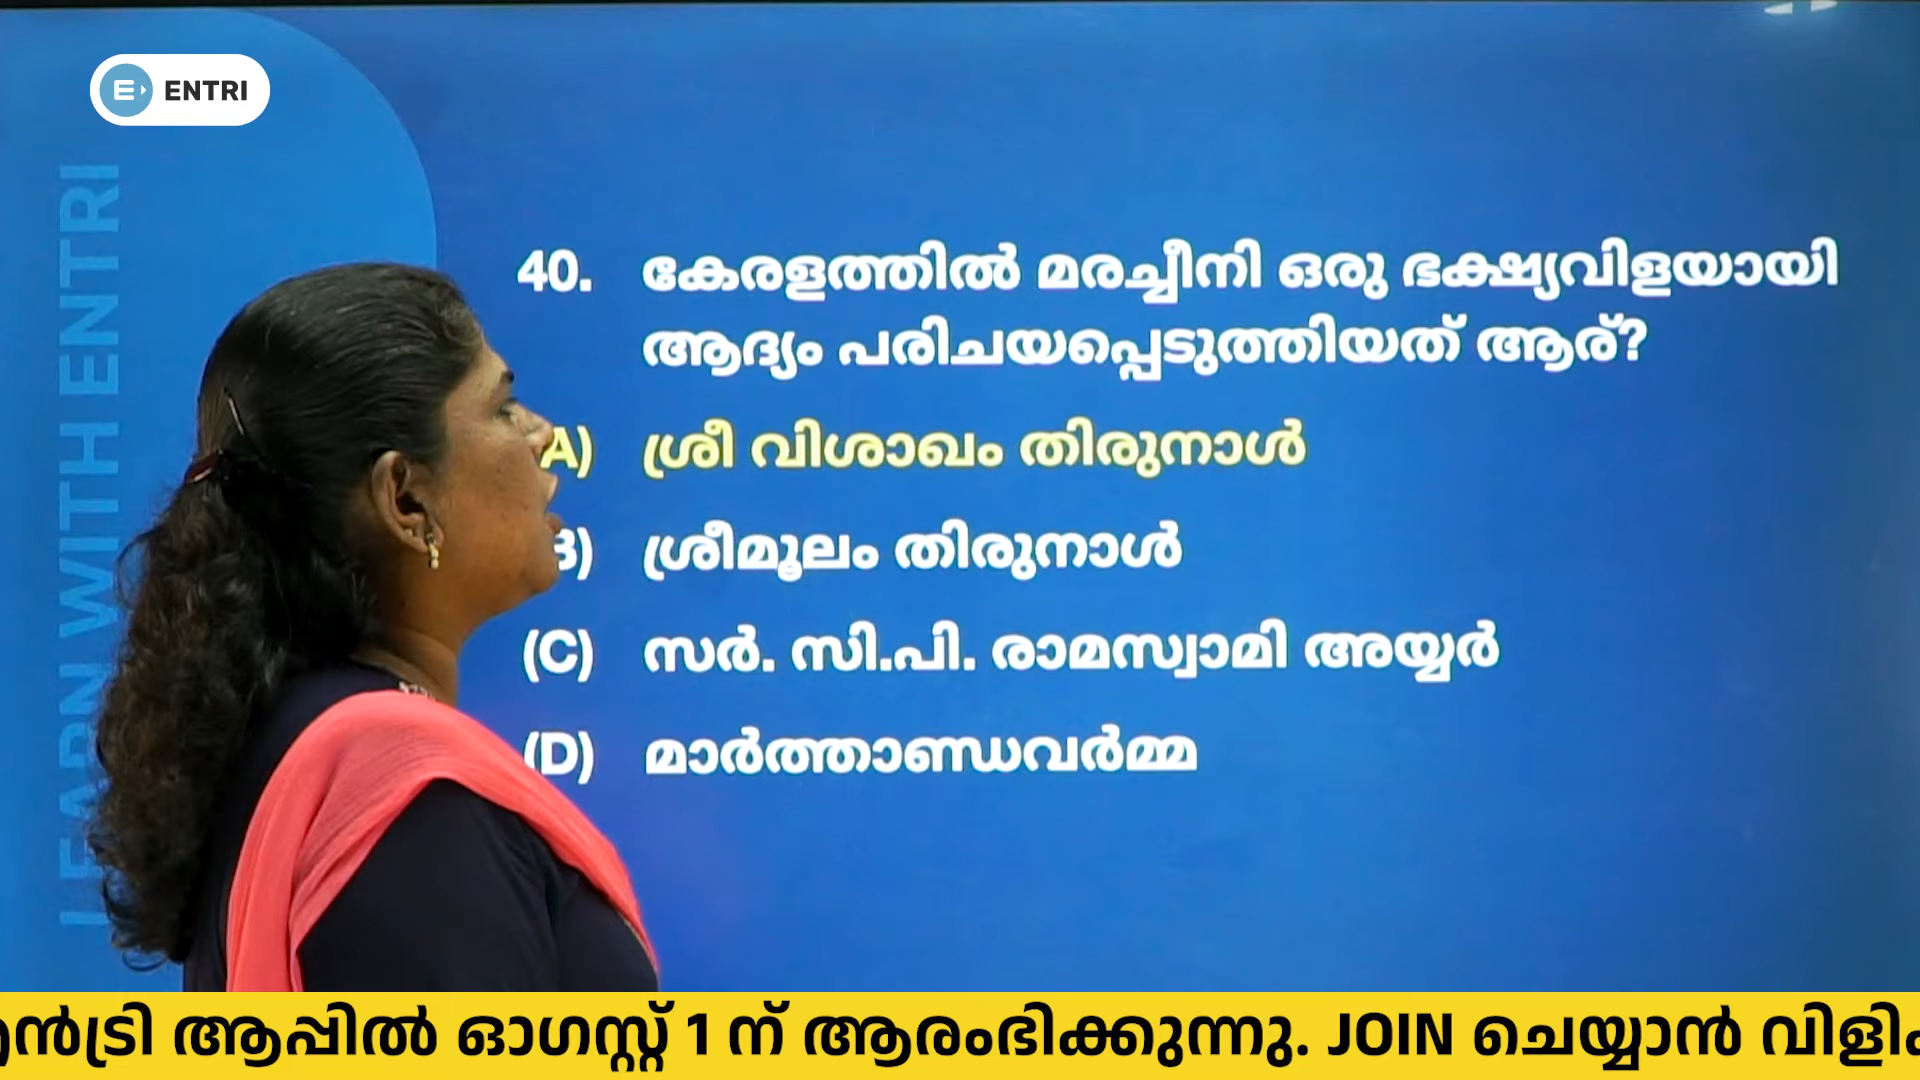 ENTRI
LEARN WITH ENTRI
40. കേരളത്തിൽ മരച്ചീനി ഒരു ഭക്ഷ്യവിളയായി
ആദ്യം പരിചയപ്പെടുത്തിയത് ആര്?
A) ശ്രീ വിശാഖം തിരുനാൾ
B) ശ്രീമൂലം തിരുനാൾ
(C) സർ. സി.പി. രാമസ്വാമി അയ്യർ
(D) മാർത്താണ്ഡവർമ്മ
ആപ്പിൽ ഓഗസ്റ്റ് 1 ന് ആരംഭിക്കുന്നു. JOIN ചെയ്യാൻ